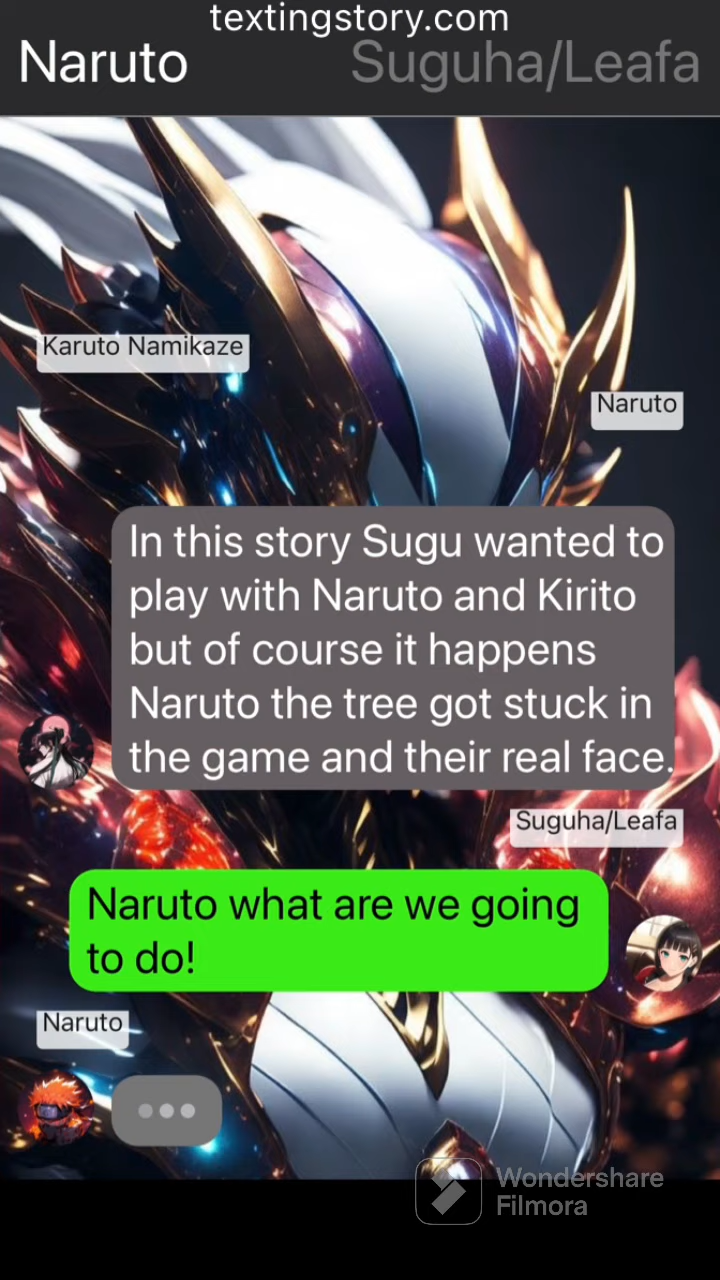 textingstory.com
Naruto Suguha/Leafa
Karuto Namikaze
Naruto
In this story Sugu wanted to
play with Naruto and Kirito
but of course it happens
Naruto the tree got stuck in
the game and their real face.
Suguha/Leafa
Naruto what are we going
to do!
Naruto
Wondershare
Filmora